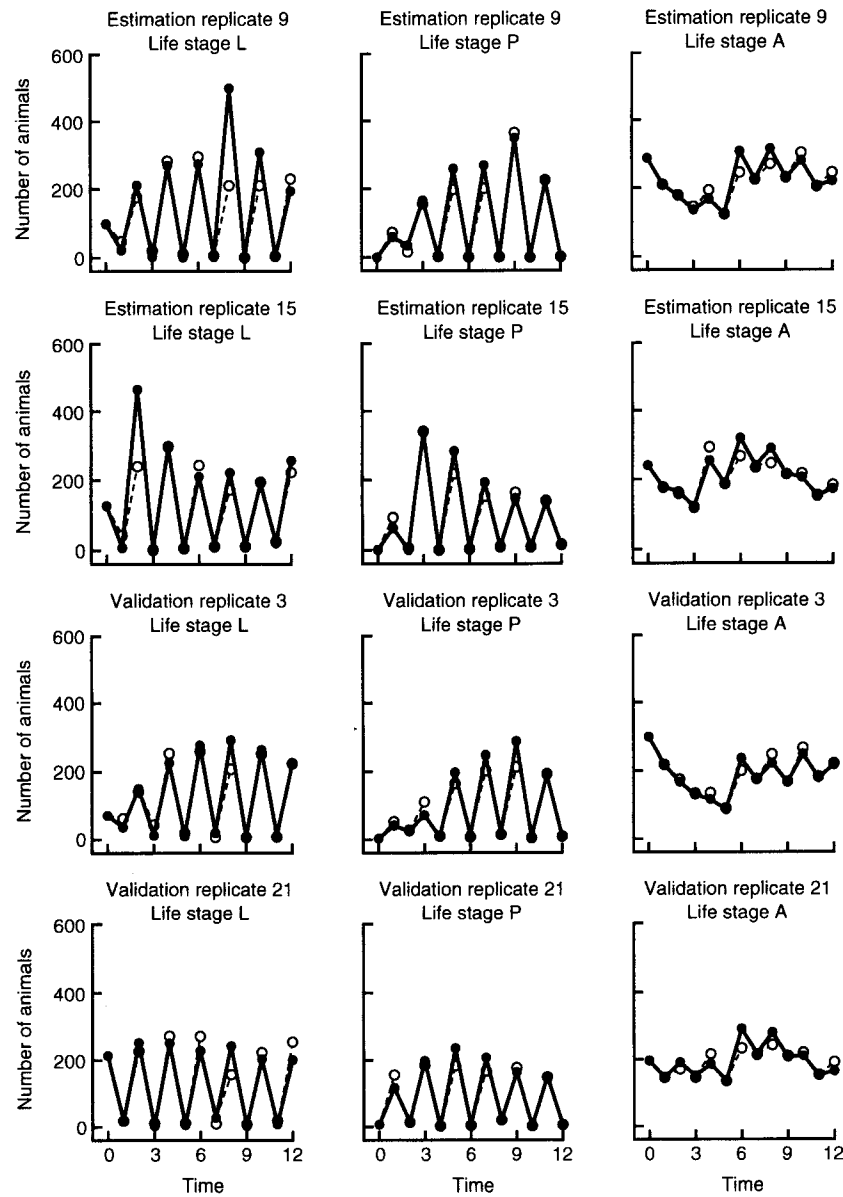 Estimation replicate 9
Life stage L
Estimation replicate 9
Life stage P
Estimation replicate 9
Life stage A
Number of animals
600
400
200
0
Estimation replicate 15
Life stage L
Estimation replicate 15
Life stage P
Estimation replicate 15
Life stage A
Number of animals
600
400
200
0
Validation replicate 3
Life stage L
Validation replicate 3
Life stage P
Validation replicate 3
Life stage A
Number of animals
600
400
200
0
Validation replicate 21
Life stage L
Validation replicate 21
Life stage P
Validation replicate 21
Life stage A
Number of animals
600
400
200
0
0 3 6 9 12
0 3 6 9 12
0 3 6 9 12
Time
Time
Time